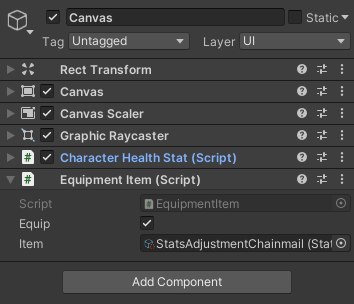 Canvas
Static
Tag Untagged Layer UI
Rect Transform
Canvas
Canvas Scaler
Graphic Raycaster
# Character Health Stat (Script)
# Equipment Item (Script)
Script # EquipmentItem
Equip
Item StatsAdjustmentChainmail (Stat
Add Component